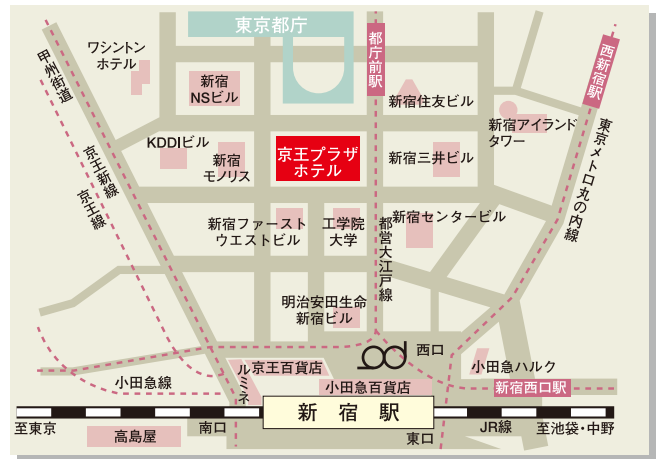 東京都庁
ワシントン
ホテル
甲州街道
都庁前駅
西新宿駅
新宿
NSビル
新宿住友ビル
新宿アイランド
タワー
KDDIビル
新宿
モノリス
京王プラザ
ホテル
新宿三井ビル
東京メトロ丸の内線
京王新線
京王線
新宿ファースト
ウエストビル
工学院
大学
都営大江戸線
新宿センタービル
明治安田生命
新宿ビル
西口
小田急線
ルミネ
京王百貨店
小田急百貨店
小田急ハルク
新宿西口駅
至東京
高島屋
南口
新宿駅
東口
JR線
至池袋・中野